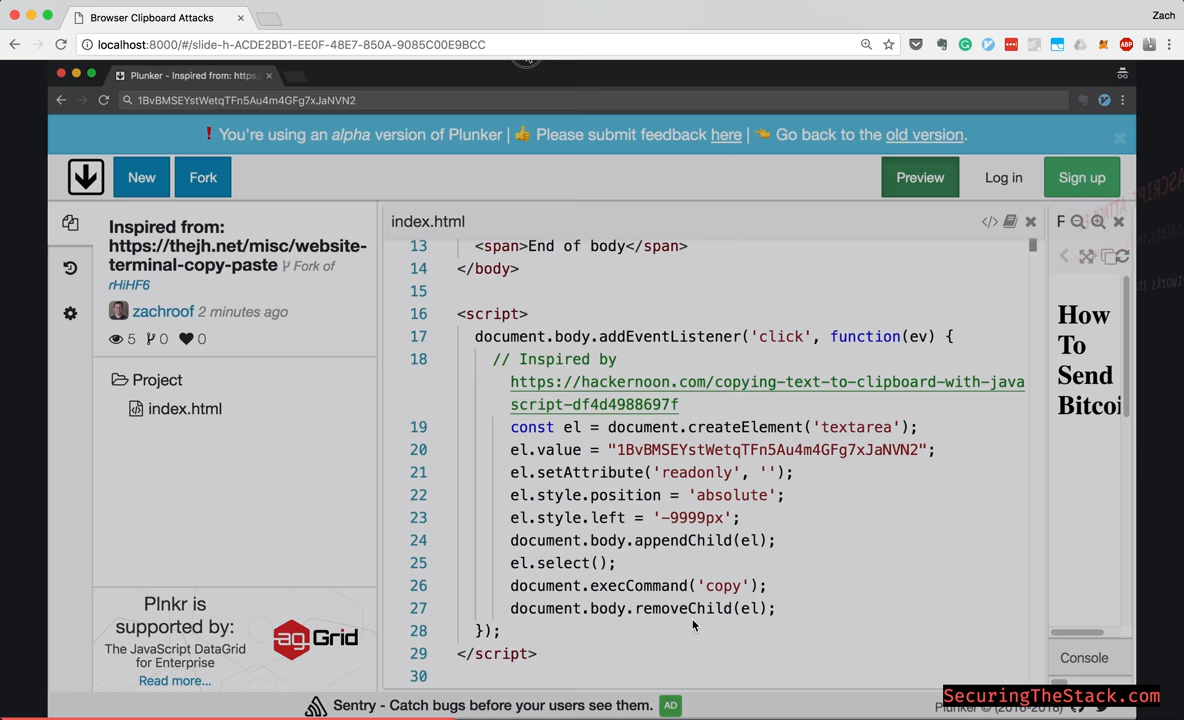 Browser Clipboard Attacks
Zach
localhost:8000/#/slide-h-ACDE2BD1-EE0F-48E7-850A-9085C00E9BCC
ABP
Plunker - Inspired from: https:
1BvBMSEYstWetqTFn5Au4m4GFg7xJaNVN2
You're using an alpha version of Plunker | 👍 Please submit feedback here | 👈 Go back to the old version.
New
Fork
Preview
Log in
Sign up
Inspired from:
https://thejh.net/misc/website-
terminal-copy-paste Fork of
rHiHF6
zachroof 2 minutes ago
5 0 0
Project
index.html
Plnkr is
supported by:
The JavaScript DataGrid
for Enterprise
Read more...
ag Grid
index.html
13 <span>End of body</span>
14 </body>
15
16 <script>
17 document.body.addEventListener('click', function(ev) {
18 // Inspired by
https://hackernoon.com/copying-text-to-clipboard-with-java
script-df4d4988697f
19 const el = document.createElement('textarea');
20 el.value = "1BvBMSEYstWetqTFn5Au4m4GFg7xJaNVN2";
21 el.setAttribute('readonly', '');
22 el.style.position = 'absolute';
23 el.style.left = '-9999px';
24 document.body.appendChild(el);
25 el.select();
26 document.execCommand('copy');
27 document.body.removeChild(el);
28 });
29 </script>
30
F
How
To
Send
Console
Sentry - Catch bugs before your users see them. AD
SecuringTheStack.com